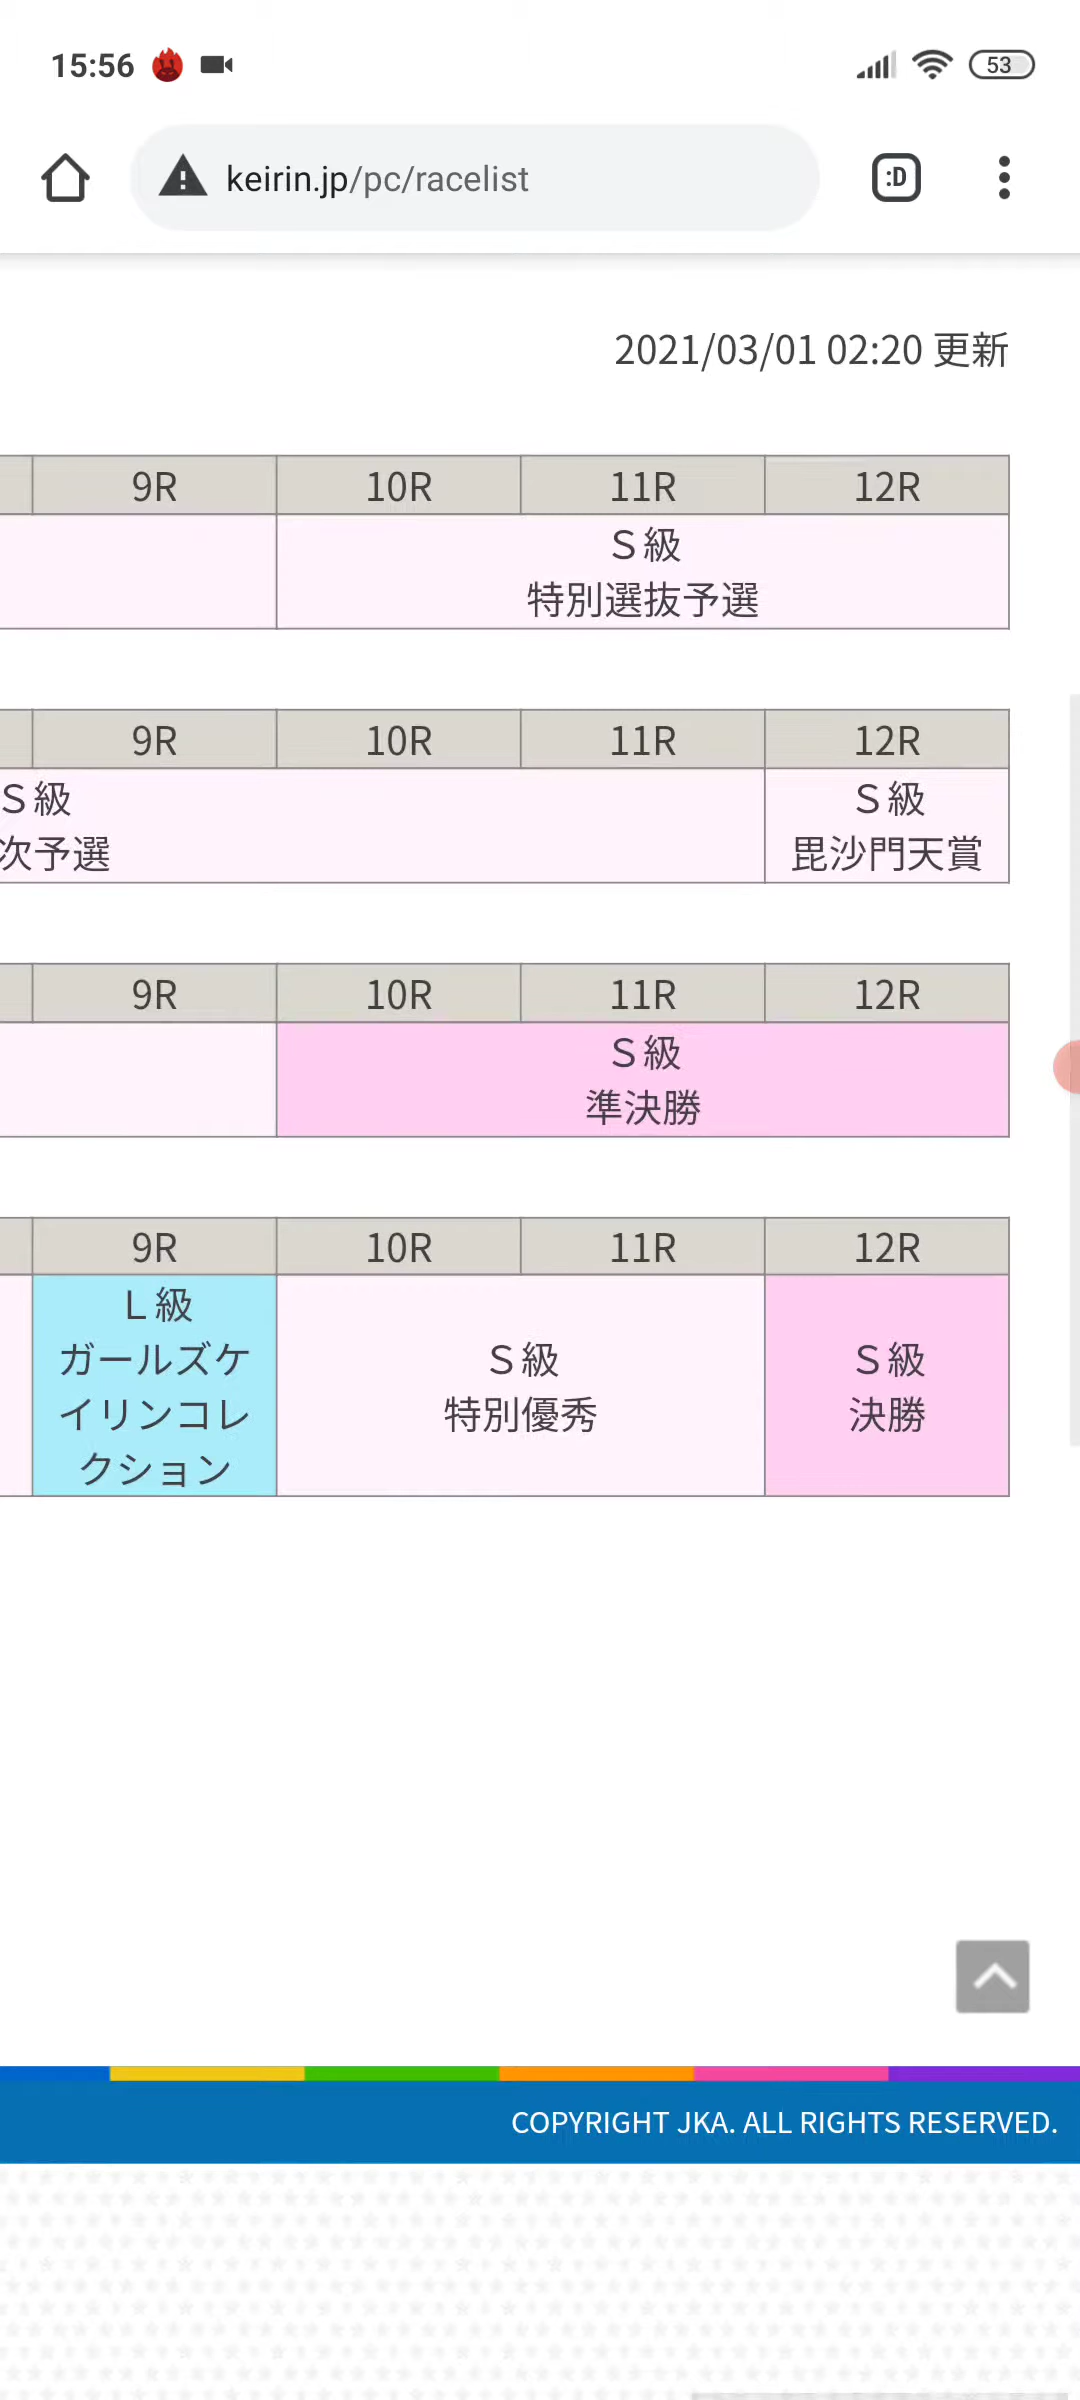 15:56
53
keirin.jp/pc/racelist
:D
2021/03/01 02:20 更新
9R 10R 11R 12R
S級
特別選抜予選
9R 10R 11R 12R
S級 S級
次予選 毘沙門天賞
9R 10R 11R 12R
S級
準決勝
9R 10R 11R 12R
L級
ガールズケ
イリンコレ
クション
S級
特別優秀
S級
決勝
COPYRIGHT JKA. ALL RIGHTS RESERVED.